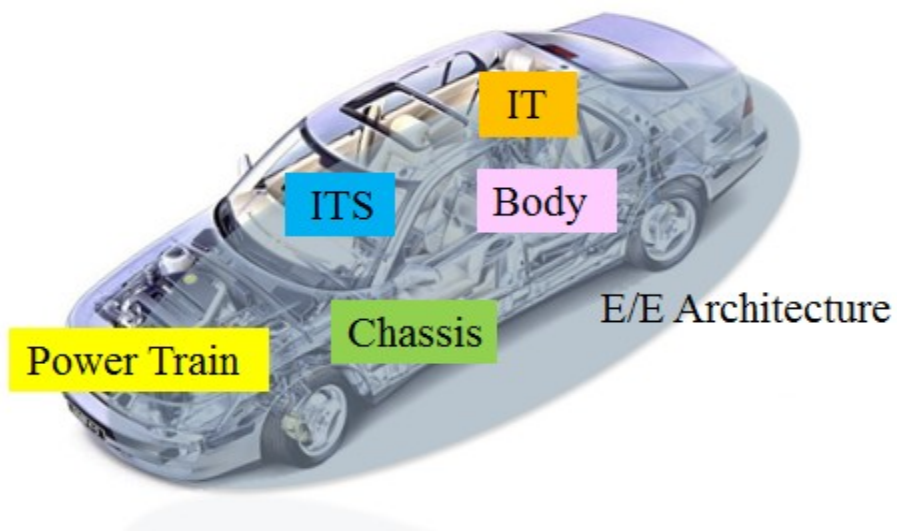 IT
ITS
Body
E/E Architecture
Chassis
Power Train